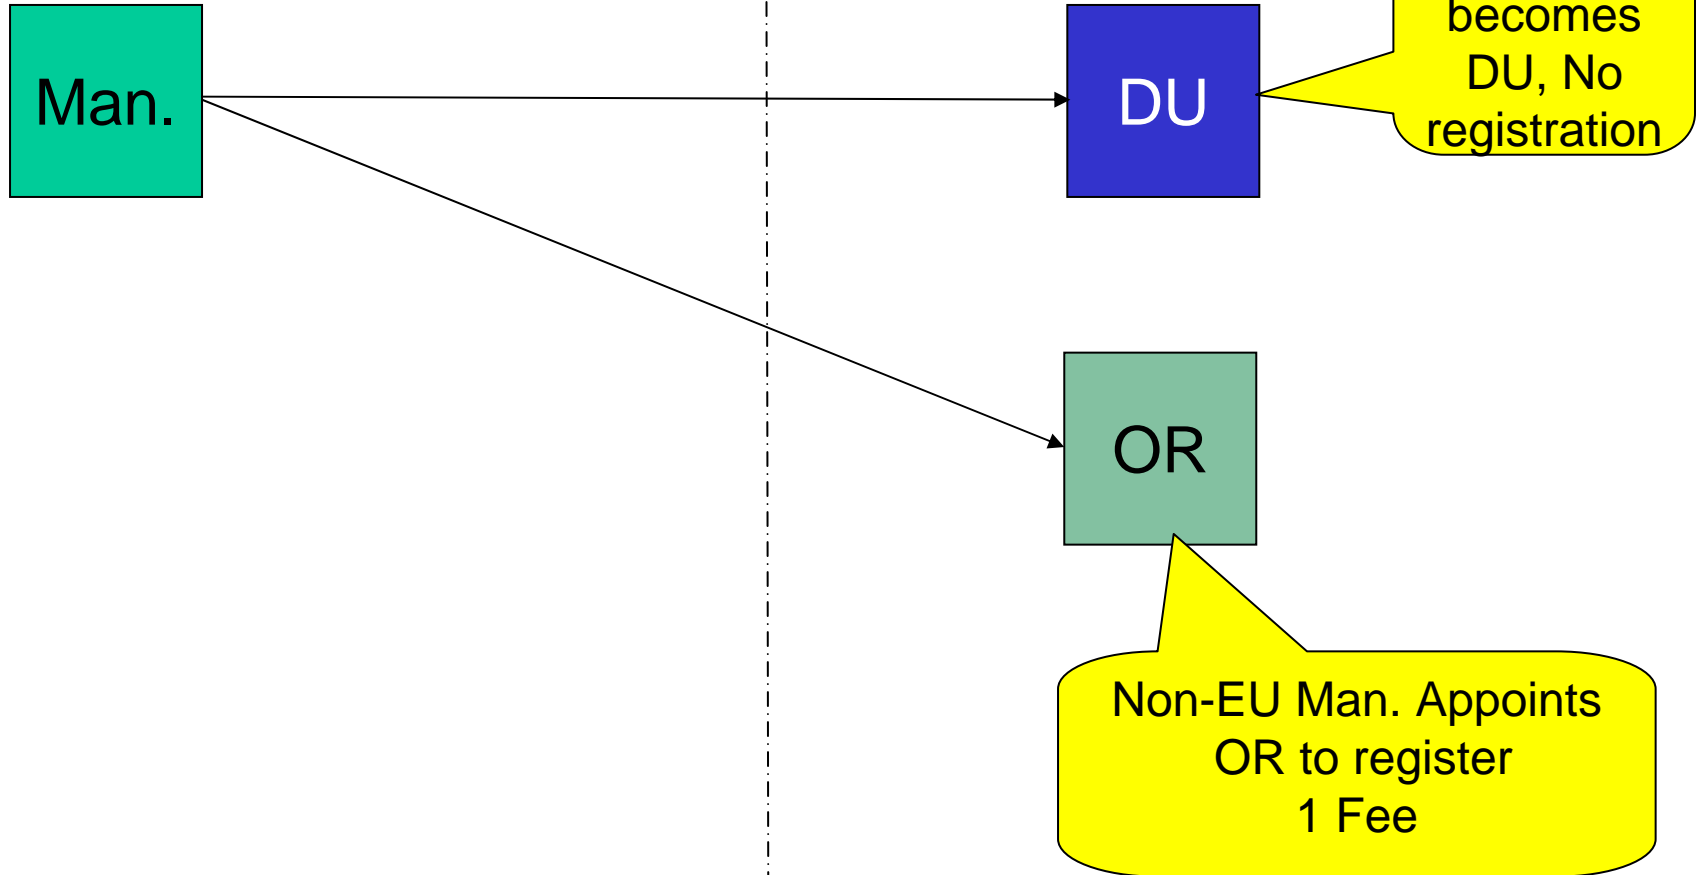 becomes
DU, No
registration
Man.
DU
OR
Non-EU Man. Appoints
OR to register
1 Fee